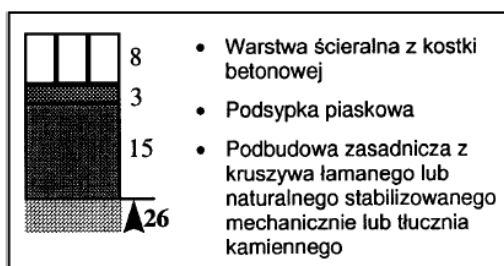 8
3
15
26
• Warstwa ścieralna z kostki
betonowej
• Podsypka piaskowa
• Podbudowa zasadnicza z
kruszywa łamanego lub
naturalnego stabilizowanego
mechanicznie lub tłucznia
kamiennego